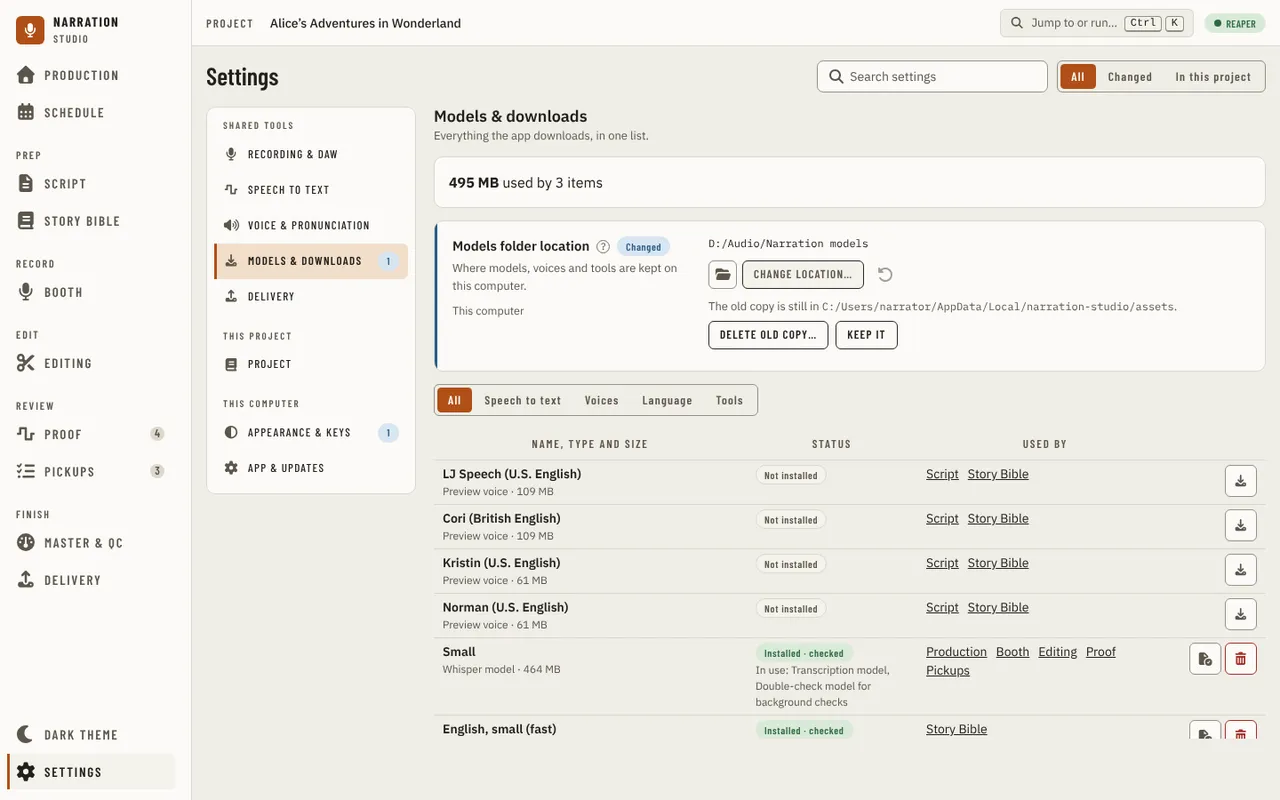 NARRATION
STUDIO
PRODUCTION
SCHEDULE
PREP
SCRIPT
STORY BIBLE
RECORD
BOOTH
EDIT
EDITING
REVIEW
PROOF 4
PICKUPS 3
FINISH
MASTER & QC
DELIVERY
DARK THEME
SETTINGS
PROJECT Alice's Adventures in Wonderland
Jump to or run... Ctrl K
REAPER
Settings
Search settings
All Changed In this project
SHARED TOOLS
RECORDING & DAW
SPEECH TO TEXT
VOICE & PRONUNCIATION
MODELS & DOWNLOADS 1
DELIVERY
THIS PROJECT
PROJECT
THIS COMPUTER
APPEARANCE & KEYS 1
APP & UPDATES
Models & downloads
Everything the app downloads, in one list.
495 MB used by 3 items
Models folder location ? Changed
Where models, voices and tools are kept on
this computer.
This computer
D:/Audio/Narration models
CHANGE LOCATION...
The old copy is still in C:/Users/narrator/AppData/Local/narration-studio/assets.
DELETE OLD COPY... KEEP IT
All Speech to text Voices Language Tools
NAME, TYPE AND SIZE STATUS USED BY
LJ Speech (U.S. English) Not installed Script Story Bible
Preview voice · 109 MB
Cori (British English) Not installed Script Story Bible
Preview voice · 109 MB
Kristin (U.S. English) Not installed Script Story Bible
Preview voice · 61 MB
Norman (U.S. English) Not installed Script Story Bible
Preview voice · 61 MB
Small Installed · checked Production Booth Editing Proof
Whisper model · 464 MB In use: Transcription model, Pickups
Double-check model for
background checks
English, small (fast) Installed · checked Story Bible